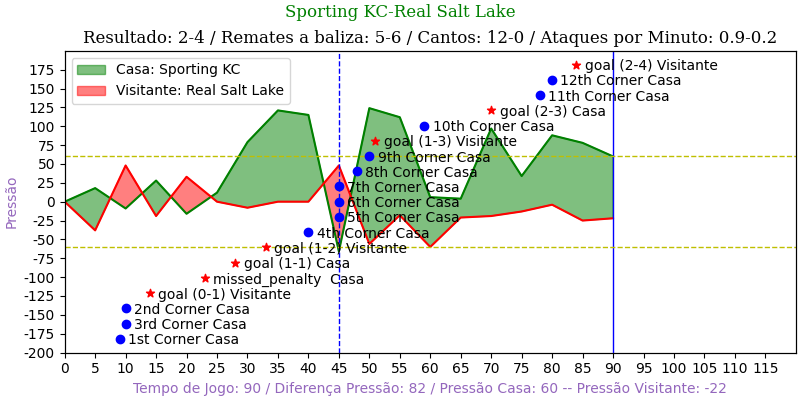 Sporting KC-Real Salt Lake
Resultado: 2-4 / Remates a baliza: 5-6 / Cantos: 12-0 / Ataques por Minuto: 0.9-0.2
Casa: Sporting KC
Visitante: Real Salt Lake
goal (2-4) Visitante
12th Corner Casa
11th Corner Casa
goal (2-3) Casa
10th Corner Casa
goal (1-3) Visitante
9th Corner Casa
8th Corner Casa
7th Corner Casa
6th Corner Casa
5th Corner Casa
4th Corner Casa
goal (1-2) Visitante
goal (1-1) Casa
missed_penalty  Casa
goal (0-1) Visitante
2nd Corner Casa
3rd Corner Casa
1st Corner Casa
Pressão
175
150
125
100
75
50
25
0
-25
-50
-75
-100
-125
-150
-175
-200
0 5 10 15 20 25 30 35 40 45 50 55 60 65 70 75 80 85 90 95 100 105 110 115
Tempo de Jogo: 90 / Diferença Pressão: 82 / Pressão Casa: 60 -- Pressão Visitante: -22